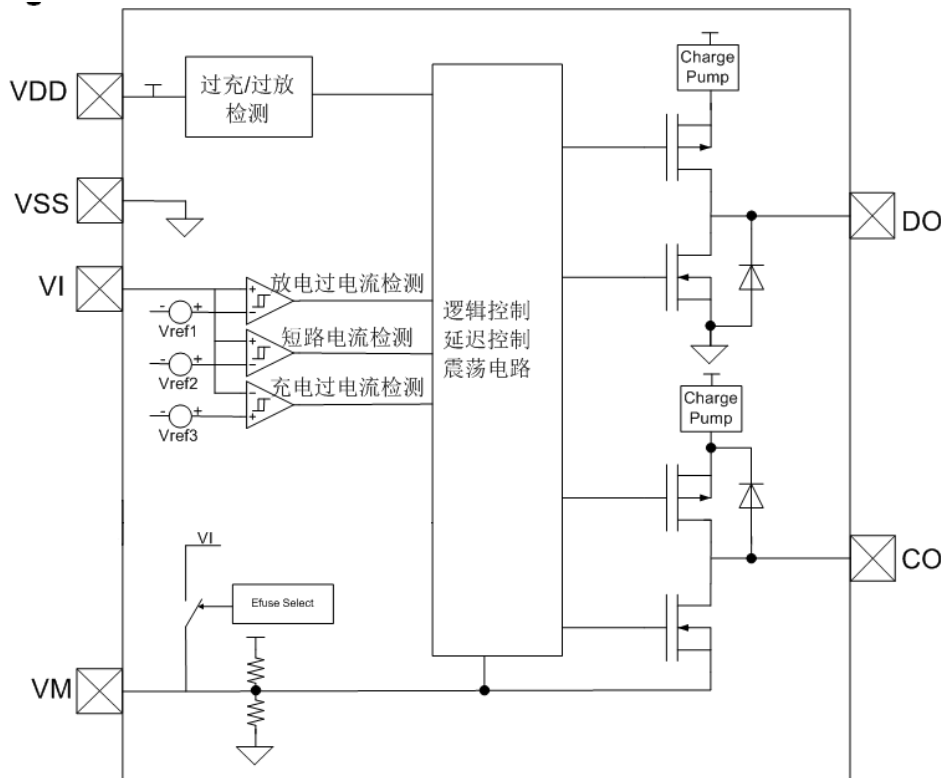 VDD
过充/过放
检测
Charge
Pump
VSS
DO
VI
放电过电流检测
Vref1
短路电流检测
Vref2
充电过电流检测
Vref3
逻辑控制
延迟控制
震荡电路
Charge
Pump
VI
Efuse Select
CO
VM